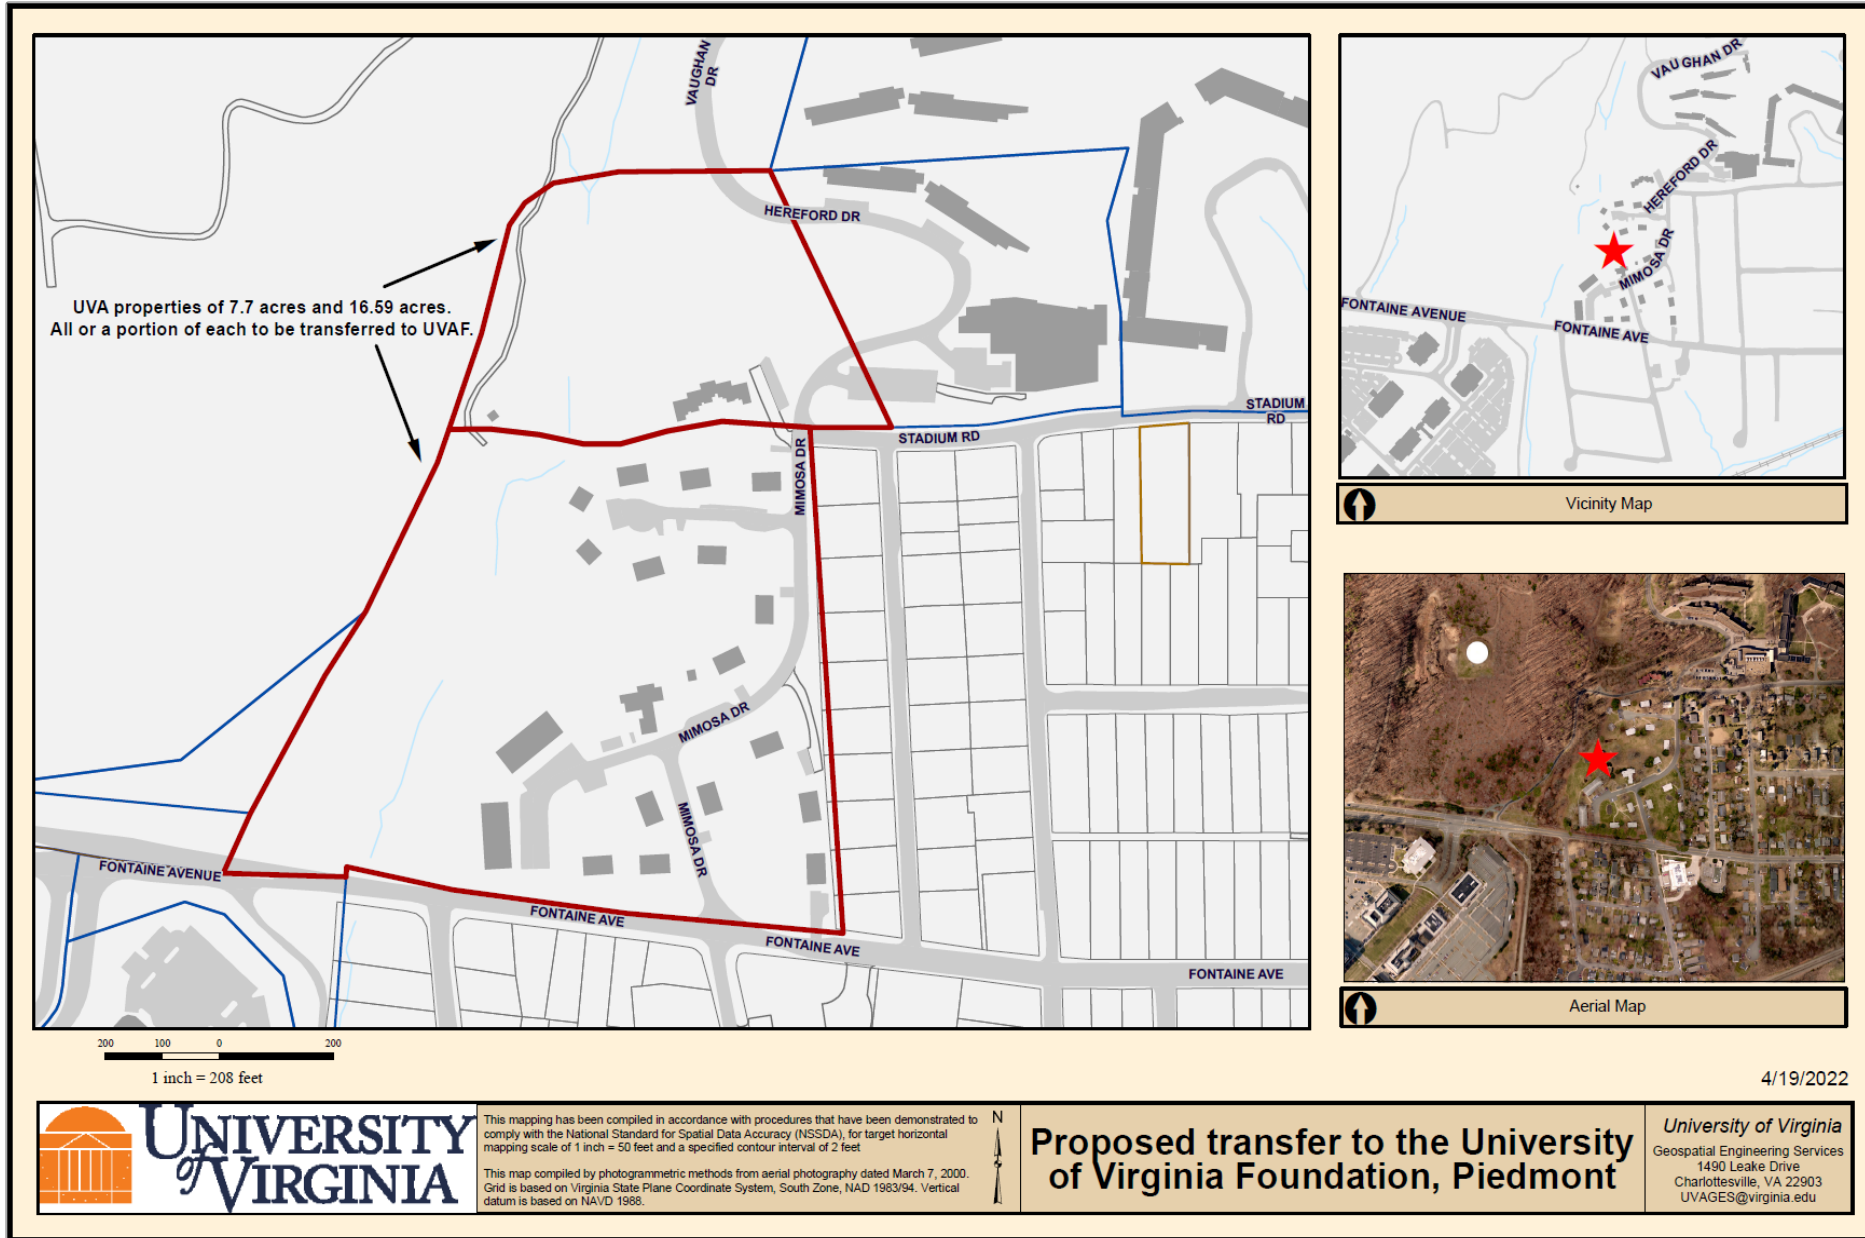 VAUGHAN
DR
HEREFORD DR
UVA properties of 7.7 acres and 16.59 acres.
All or a portion of each to be transferred to UVAF.
STADIUM
RD
STADIUM RD
MIMOSA DR
MIMOSA DR
MIMOSA DR
FONTAINE AVENUE
FONTAINE AVE
FONTAINE AVE
FONTAINE AVE
VAUGHAN DR
HEREFORD DR
MIMOSA DR
FONTAINE AVENUE
FONTAINE AVE
Vicinity Map
Aerial Map
200 100 0 200
1 inch = 208 feet
4/19/2022
UNIVERSITY
of VIRGINIA
This mapping has been compiled in accordance with procedures that have been demonstrated to
comply with the National Standard for Spatial Data Accuracy (NSSDA), for target horizontal
mapping scale of 1 inch = 50 feet and a specified contour interval of 2 feet
This map compiled by photogrammetric methods from aerial photography dated March 7, 2000.
Grid is based on Virginia State Plane Coordinate System, South Zone, NAD 1983/94. Vertical
datum is based on NAVD 1988.
N
Proposed transfer to the University
of Virginia Foundation, Piedmont
University of Virginia
Geospatial Engineering Services
1490 Leake Drive
Charlottesville, VA 22903
UVAGES@virginia.edu